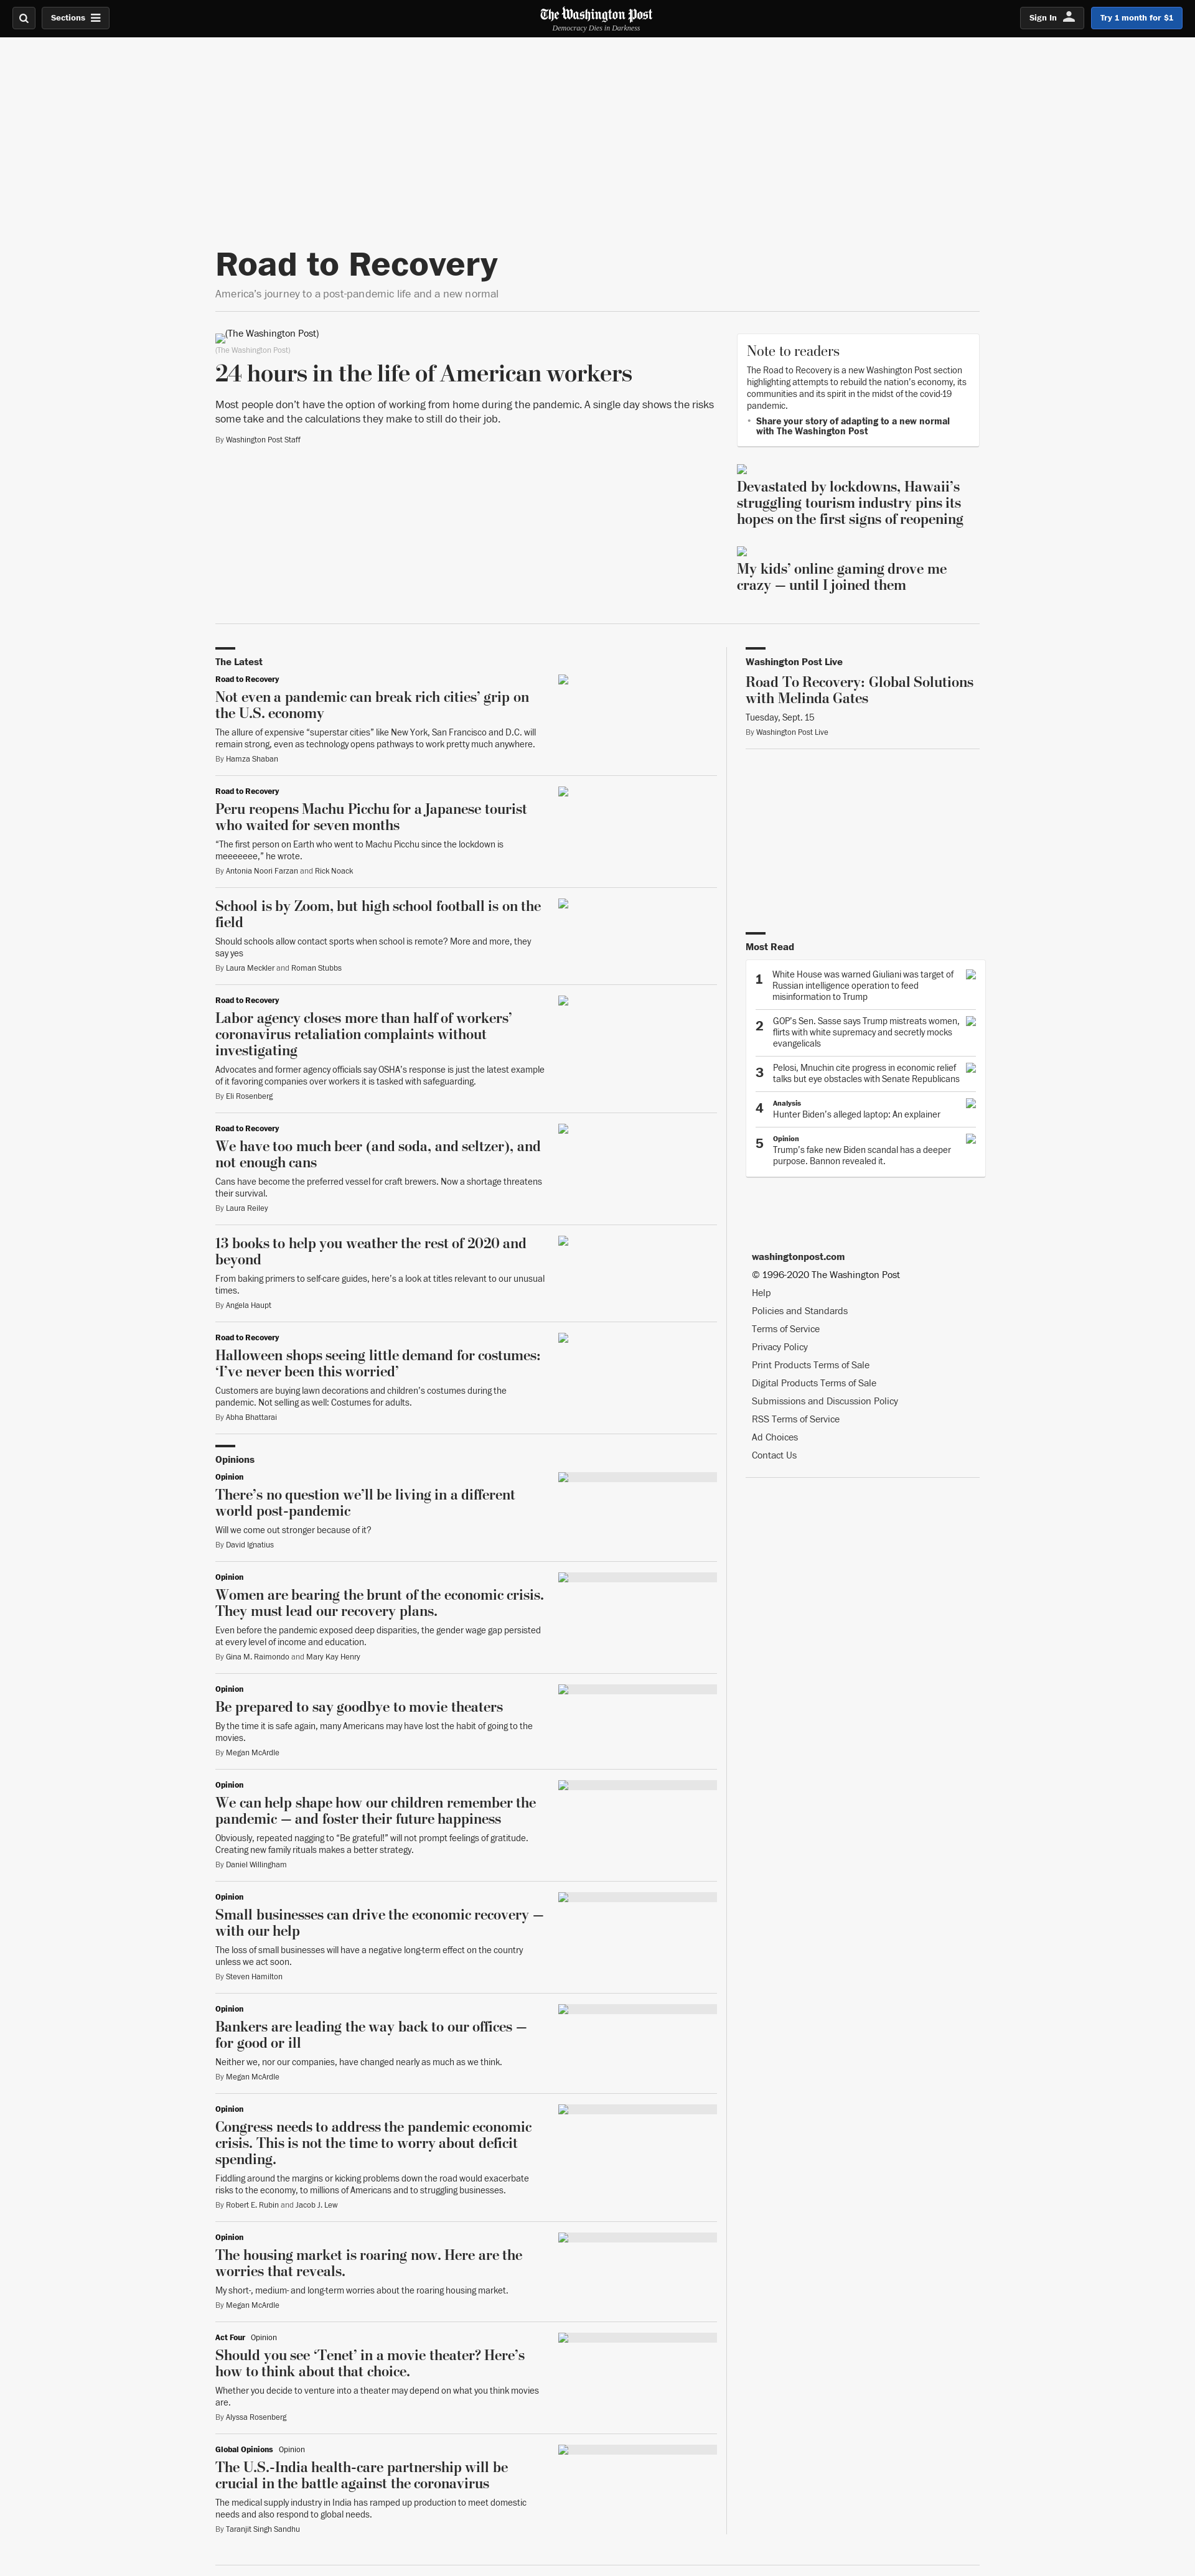 Sections
The Washington Post
Democracy Dies in Darkness
Sign In
Try 1 month for $1
Road to Recovery
America’s journey to a post-pandemic life and a new normal
(The Washington Post)
(The Washington Post)
24 hours in the life of American workers
Most people don’t have the option of working from home during the pandemic. A single day shows the risks
some take and the calculations they make to still do their job.
By Washington Post Staff
Note to readers
The Road to Recovery is a new Washington Post section
highlighting attempts to rebuild the nation’s economy, its
communities and its spirit in the midst of the covid-19
pandemic.
• Share your story of adapting to a new normal
with The Washington Post
Devastated by lockdowns, Hawaii’s
struggling tourism industry pins its
hopes on the first signs of reopening
My kids’ online gaming drove me
crazy — until I joined them
The Latest
Road to Recovery
Not even a pandemic can break rich cities’ grip on
the U.S. economy
The allure of expensive “superstar cities” like New York, San Francisco and D.C. will
remain strong, even as technology opens pathways to work pretty much anywhere.
By Hamza Shaban
Road to Recovery
Peru reopens Machu Picchu for a Japanese tourist
who waited for seven months
“The first person on Earth who went to Machu Picchu since the lockdown is
meeeeeee,” he wrote.
By Antonia Noori Farzan and Rick Noack
School is by Zoom, but high school football is on the
field
Should schools allow contact sports when school is remote? More and more, they
say yes
By Laura Meckler and Roman Stubbs
Road to Recovery
Labor agency closes more than half of workers’
coronavirus retaliation complaints without
investigating
Advocates and former agency officials say OSHA’s response is just the latest example
of it favoring companies over workers it is tasked with safeguarding.
By Eli Rosenberg
Road to Recovery
We have too much beer (and soda, and seltzer), and
not enough cans
Cans have become the preferred vessel for craft brewers. Now a shortage threatens
their survival.
By Laura Reiley
13 books to help you weather the rest of 2020 and
beyond
From baking primers to self-care guides, here’s a look at titles relevant to our unusual
times.
By Angela Haupt
Road to Recovery
Halloween shops seeing little demand for costumes:
‘I’ve never been this worried’
Customers are buying lawn decorations and children’s costumes during the
pandemic. Not selling as well: Costumes for adults.
By Abha Bhattarai
Opinions
Opinion
There’s no question we’ll be living in a different
world post-pandemic
Will we come out stronger because of it?
By David Ignatius
Opinion
Women are bearing the brunt of the economic crisis.
They must lead our recovery plans.
Even before the pandemic exposed deep disparities, the gender wage gap persisted
at every level of income and education.
By Gina M. Raimondo and Mary Kay Henry
Opinion
Be prepared to say goodbye to movie theaters
By the time it is safe again, many Americans may have lost the habit of going to the
movies.
By Megan McArdle
Opinion
We can help shape how our children remember the
pandemic — and foster their future happiness
Obviously, repeated nagging to “Be grateful!” will not prompt feelings of gratitude.
Creating new family rituals makes a better strategy.
By Daniel Willingham
Opinion
Small businesses can drive the economic recovery —
with our help
The loss of small businesses will have a negative long-term effect on the country
unless we act soon.
By Steven Hamilton
Opinion
Bankers are leading the way back to our offices —
for good or ill
Neither we, nor our companies, have changed nearly as much as we think.
By Megan McArdle
Opinion
Congress needs to address the pandemic economic
crisis. This is not the time to worry about deficit
spending.
Fiddling around the margins or kicking problems down the road would exacerbate
risks to the economy, to millions of Americans and to struggling businesses.
By Robert E. Rubin and Jacob J. Lew
Opinion
The housing market is roaring now. Here are the
worries that reveals.
My short-, medium- and long-term worries about the roaring housing market.
By Megan McArdle
Act Four Opinion
Should you see ‘Tenet’ in a movie theater? Here’s
how to think about that choice.
Whether you decide to venture into a theater may depend on what you think movies
are.
By Alyssa Rosenberg
Global Opinions Opinion
The U.S.-India health-care partnership will be
crucial in the battle against the coronavirus
The medical supply industry in India has ramped up production to meet domestic
needs and also respond to global needs.
By Taranjit Singh Sandhu
Washington Post Live
Road To Recovery: Global Solutions
with Melinda Gates
Tuesday, Sept. 15
By Washington Post Live
Most Read
1 White House was warned Giuliani was target of
Russian intelligence operation to feed
misinformation to Trump
2 GOP’s Sen. Sasse says Trump mistreats women,
flirts with white supremacy and secretly mocks
evangelicals
3 Pelosi, Mnuchin cite progress in economic relief
talks but eye obstacles with Senate Republicans
4 Analysis
Hunter Biden’s alleged laptop: An explainer
5 Opinion
Trump’s fake new Biden scandal has a deeper
purpose. Bannon revealed it.
washingtonpost.com
© 1996-2020 The Washington Post
Help
Policies and Standards
Terms of Service
Privacy Policy
Print Products Terms of Sale
Digital Products Terms of Sale
Submissions and Discussion Policy
RSS Terms of Service
Ad Choices
Contact Us